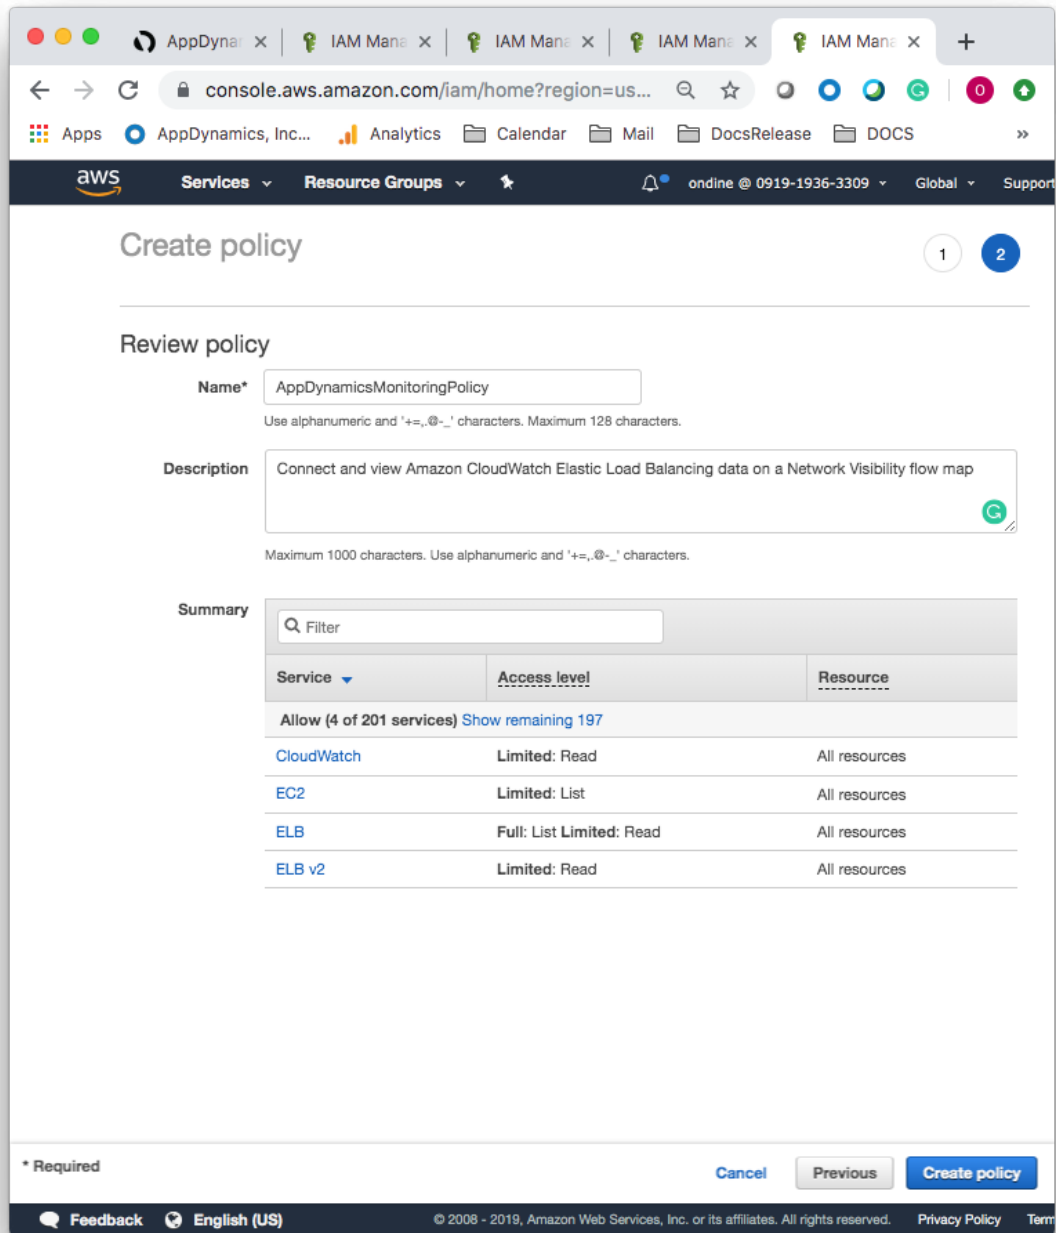 AppDynar IAM Mana IAM Mana IAM Mana IAM Mana
console.aws.amazon.com/iam/home?region=us... O
Apps AppDynamics, Inc... Analytics Calendar Mail DocsRelease DOCS »
aws Services Resource Groups ondine @ 0919-1936-3309 Global Support
Create policy 1 2
Review policy
Name* AppDynamicsMonitoringPolicy
Use alphanumeric and '+=,.@-_' characters. Maximum 128 characters.
Description Connect and view Amazon CloudWatch Elastic Load Balancing data on a Network Visibility flow map
Maximum 1000 characters. Use alphanumeric and '+=,.@-_' characters.
Summary
Filter
Service Access level Resource
Allow (4 of 201 services) Show remaining 197
CloudWatch Limited: Read All resources
EC2 Limited: List All resources
ELB Full: List Limited: Read All resources
ELB v2 Limited: Read All resources
* Required Cancel Previous Create policy
Feedback English (US) © 2008 - 2019, Amazon Web Services, Inc. or its affiliates. All rights reserved. Privacy Policy Term